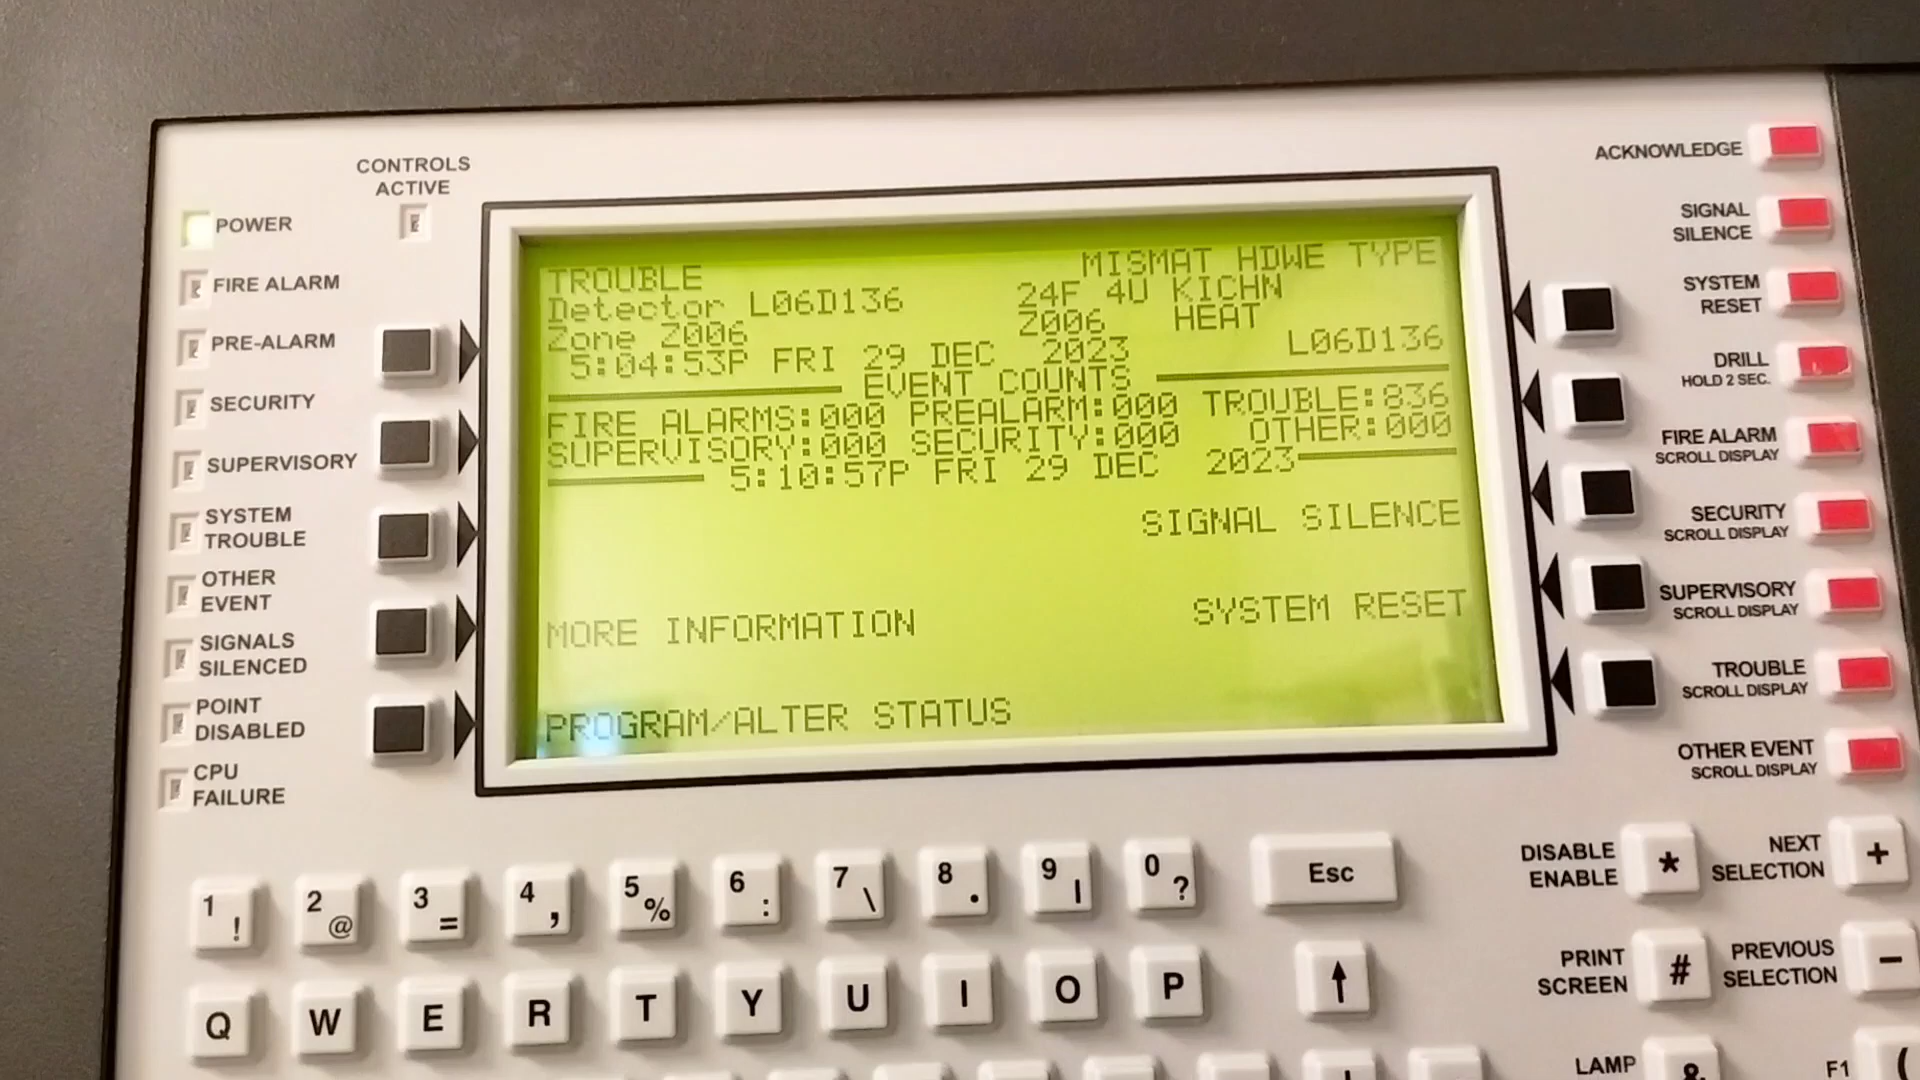 CONTROLS
ACTIVE
POWER
FIRE ALARM
PRE-ALARM
SECURITY
SUPERVISORY
SYSTEM
TROUBLE
OTHER
EVENT
SIGNALS
SILENCED
POINT
DISABLED
CPU
FAILURE
TROUBLE MISMAT HDWE TYPE
Detector L06D136 24F 4U KICHN
Zone Z006 Z006 HEAT
5:04:53P FRI 29 DEC 2023 L06D136
EVENT COUNTS
FIRE ALARMS:000 PREALARM:000 TROUBLE:836
SUPERVISORY:000 SECURITY:000 OTHER:000
5:10:57P FRI 29 DEC 2023
SIGNAL SILENCE
MORE INFORMATION SYSTEM RESET
PROGRAM/ALTER STATUS
ACKNOWLEDGE
SIGNAL
SILENCE
SYSTEM
RESET
DRILL
HOLD 2 SEC.
FIRE ALARM
SCROLL DISPLAY
SECURITY
SCROLL DISPLAY
SUPERVISORY
SCROLL DISPLAY
TROUBLE
SCROLL DISPLAY
OTHER EVENT
SCROLL DISPLAY
1 ! 2 @ 3 = 4 , 5 % 6 : 7 \ 8 . 9 | 0 ? Esc
DISABLE
ENABLE *
NEXT
SELECTION +
Q W E R T Y U I O P ↑
PRINT
SCREEN #
PREVIOUS
SELECTION -
LAMP & F1 (